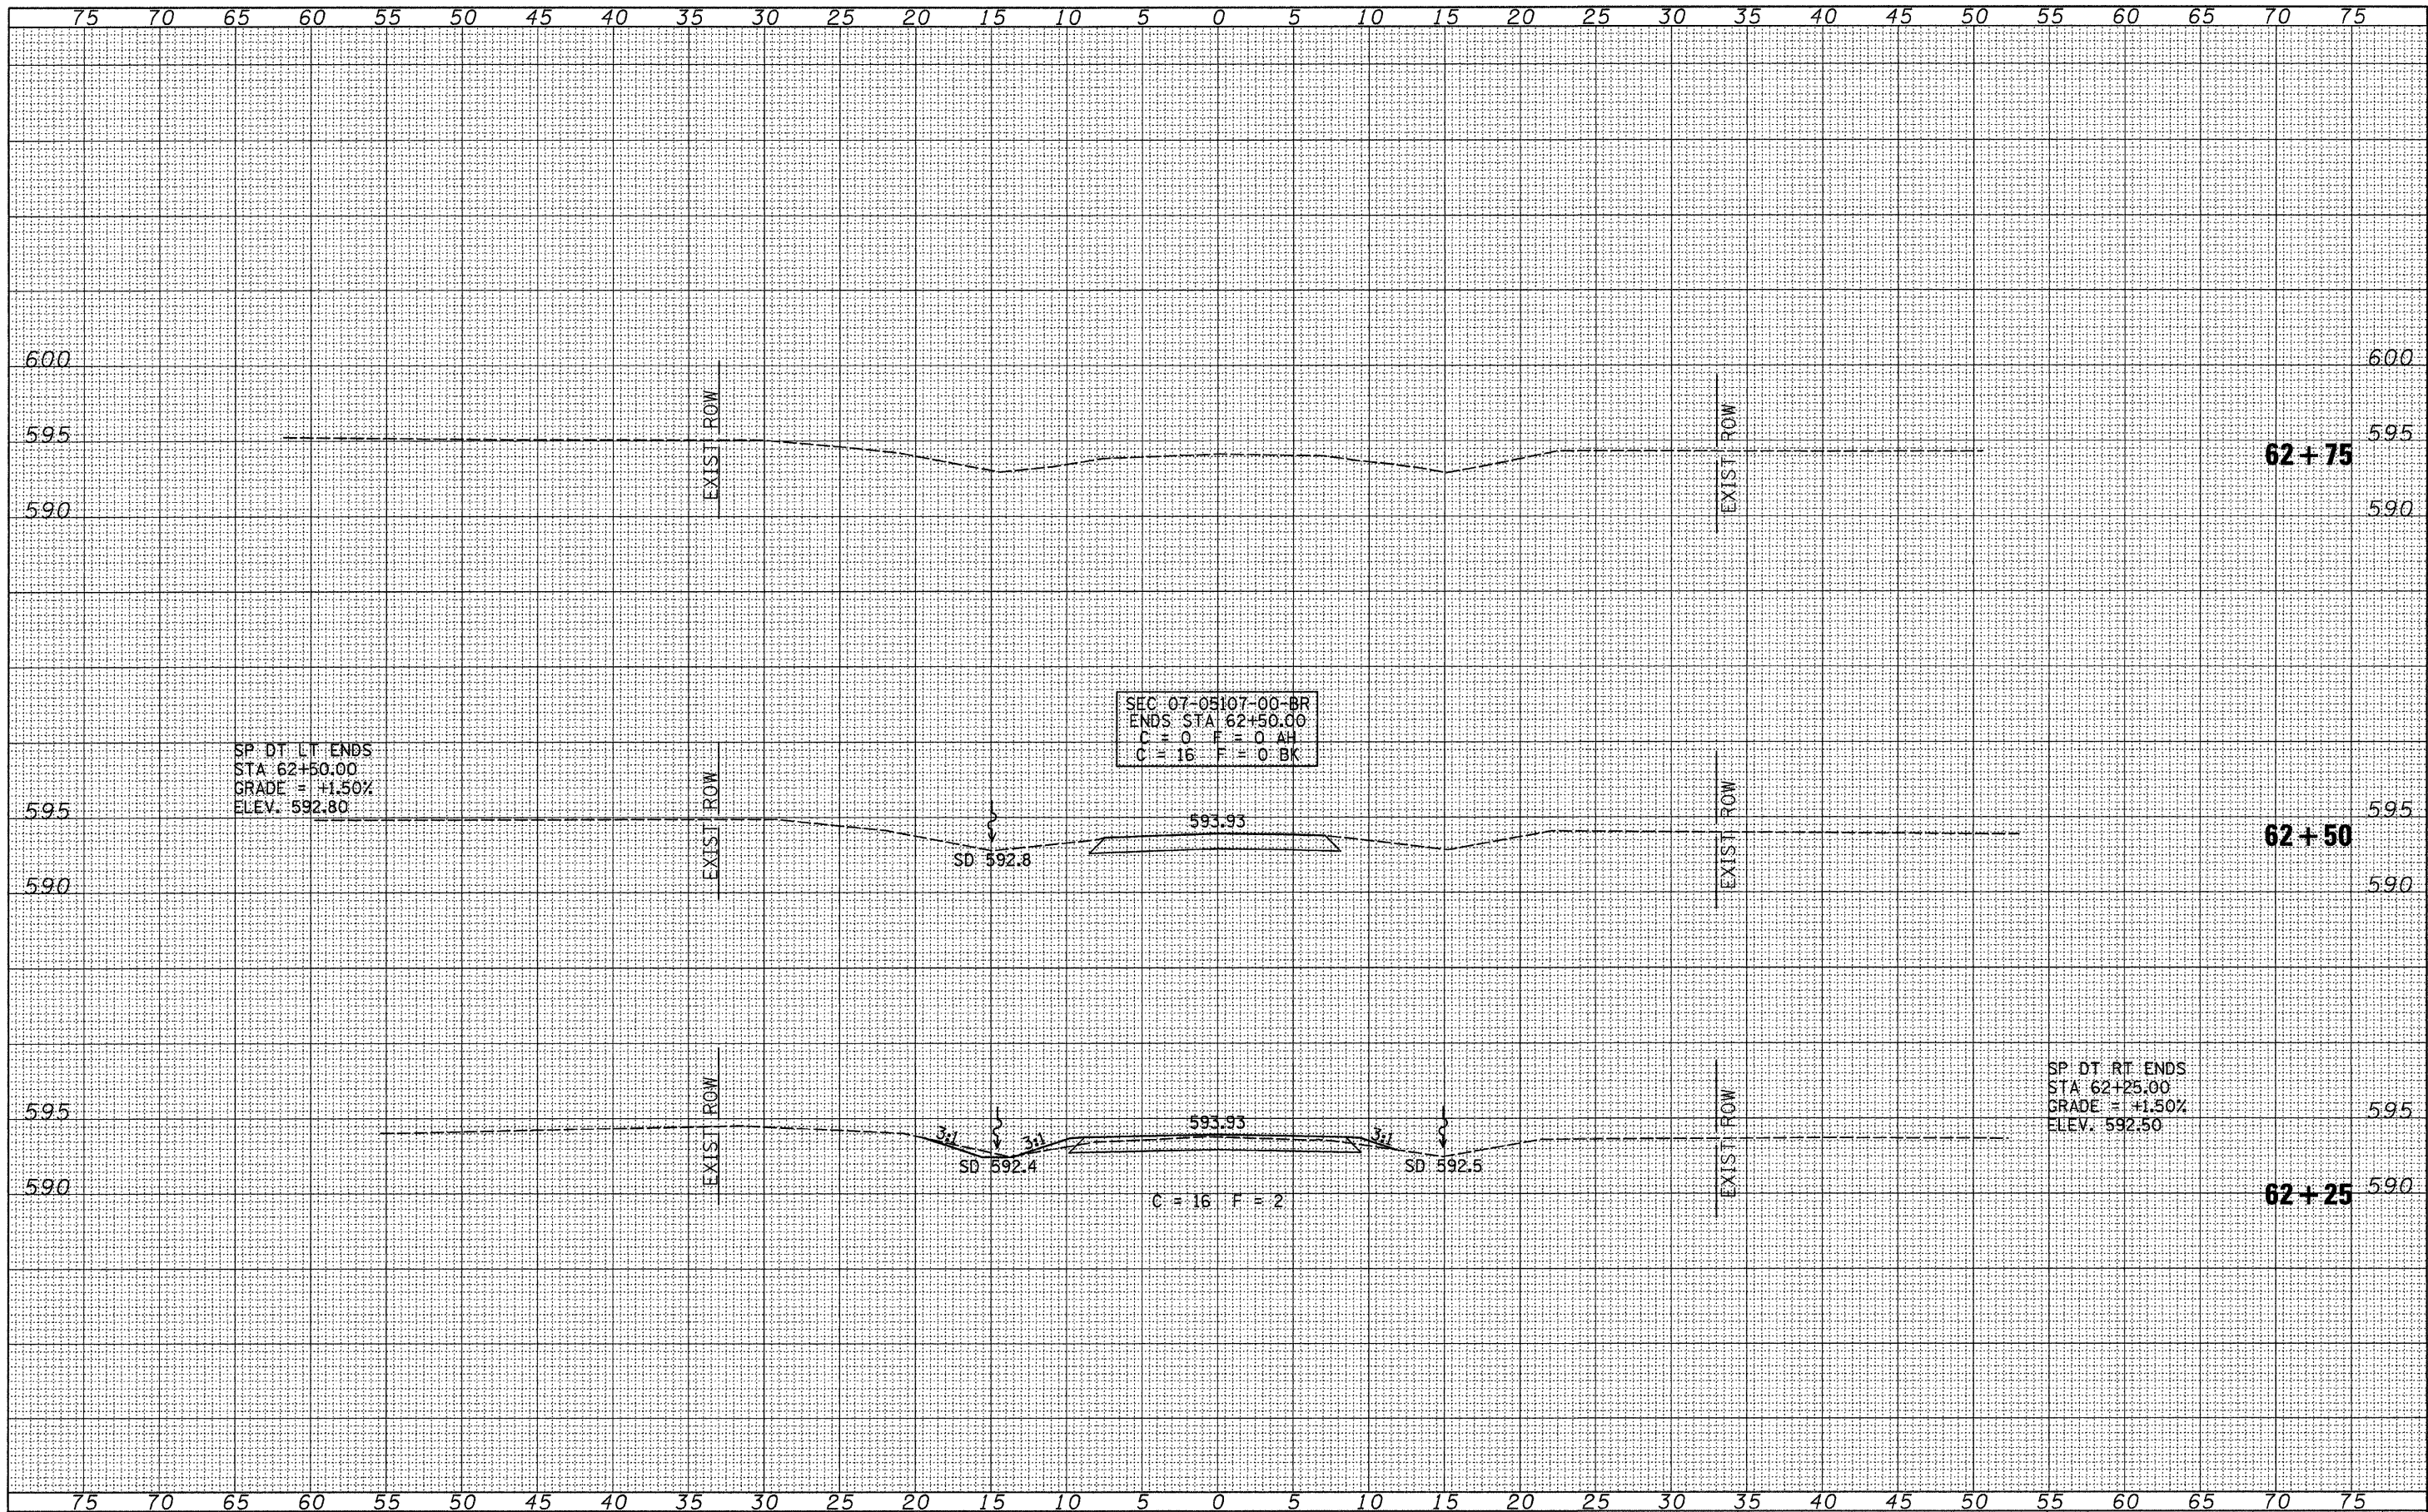 75 70 65 60 55 50 45 40 35 30 25 20 15 10 5 0 5 10 15 20 25 30 35 40 45 50 55 60 65 70 75
600 600
EXIST ROW
EXIST ROW
595 595
62+75
590 590
SEC 07-05107-00-BR
ENDS STA 62+50.00
C = 0 F = 0 AH
C = 16 F = 0 BK
SP DT LT ENDS
STA 62+50.00
GRADE = +1.50%
ELEV. 592.80
EXIST ROW
EXIST ROW
595 595
593.93
62+50
SD 592.8
590 590
SP DT RT ENDS
STA 62+25.00
GRADE = +1.50%
ELEV. 592.50
EXIST ROW
EXIST ROW
595 595
593.93
3:1 3:1 3:1
SD 592.4 SD 592.5
590 590
62+25
C = 16 F = 2
75 70 65 60 55 50 45 40 35 30 25 20 15 10 5 0 5 10 15 20 25 30 35 40 45 50 55 60 65 70 75